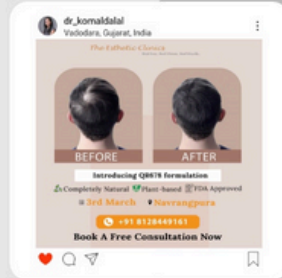 dr_komaldalal
Vadodara, Gujarat, India
The Esthetic Clinics
BEFORE
AFTER
Introducing QR678 formulation
Completely Natural Plant-based FDA Approved
3rd March Navrangpura
+91 8128449161
Book A Free Consultation Now